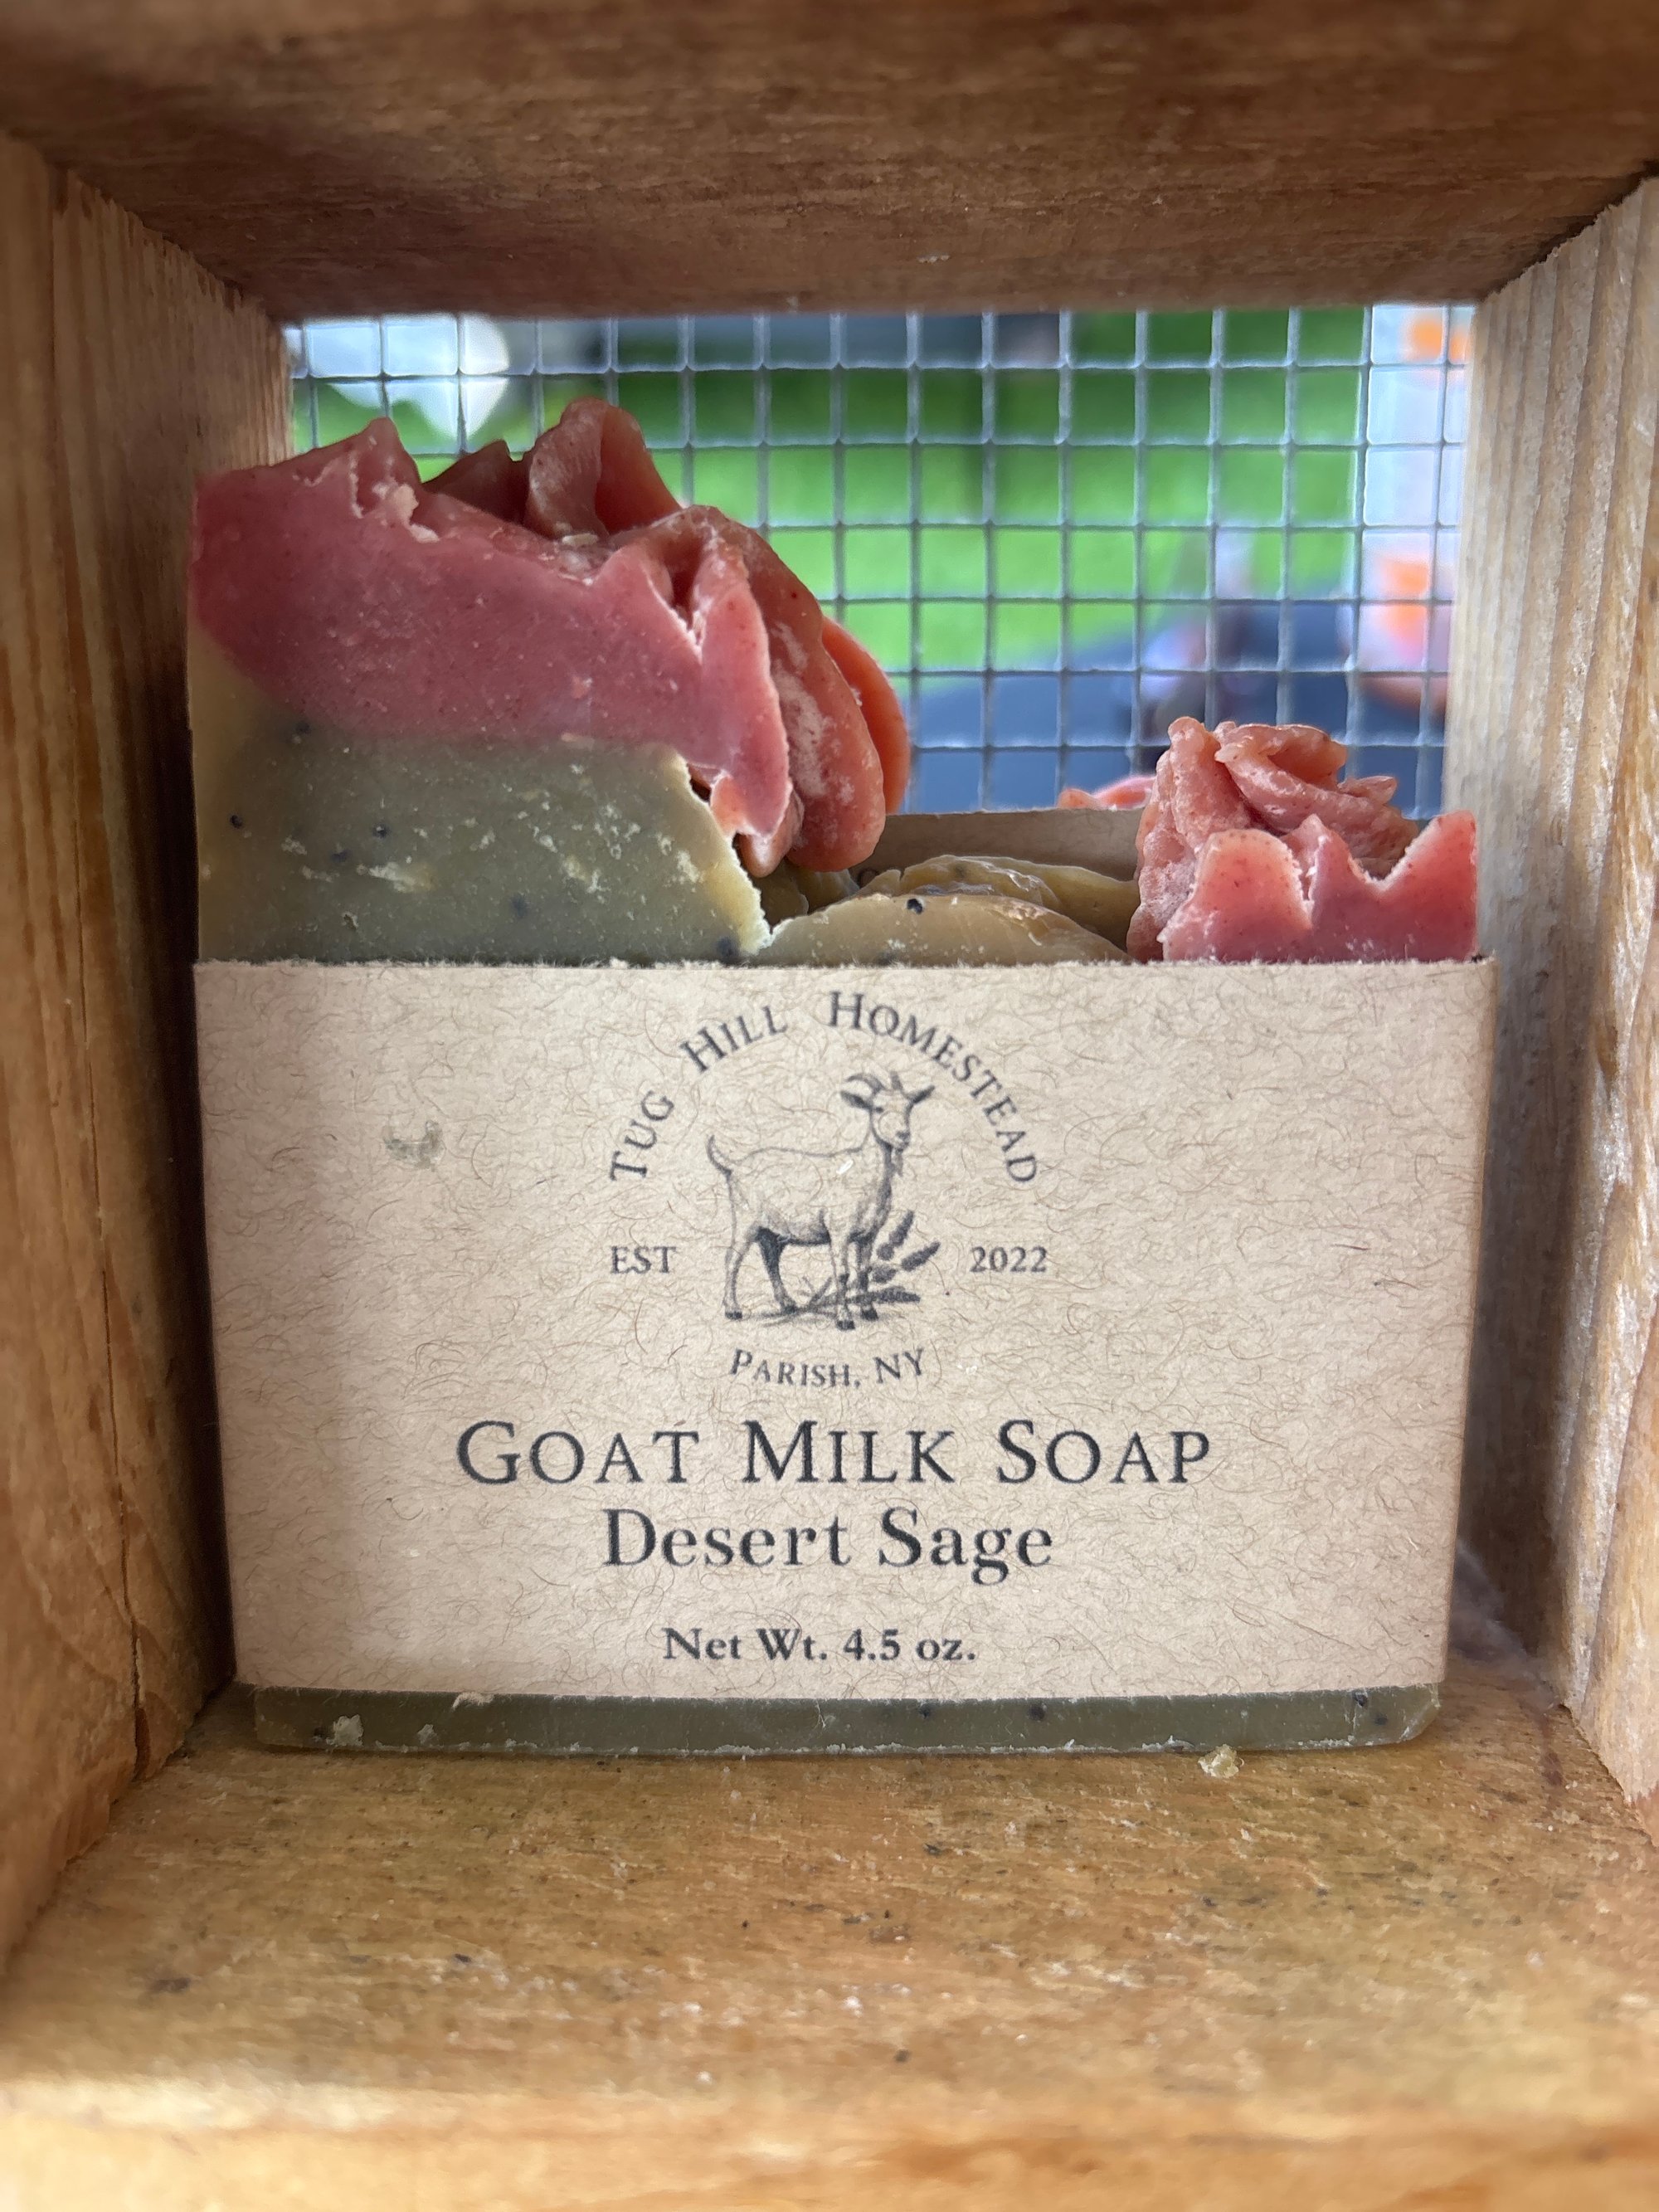 TUG HILL HOMESTEAD
EST 2022
PARISH, NY
GOAT MILK SOAP
Desert Sage
Net Wt. 4.5 oz.